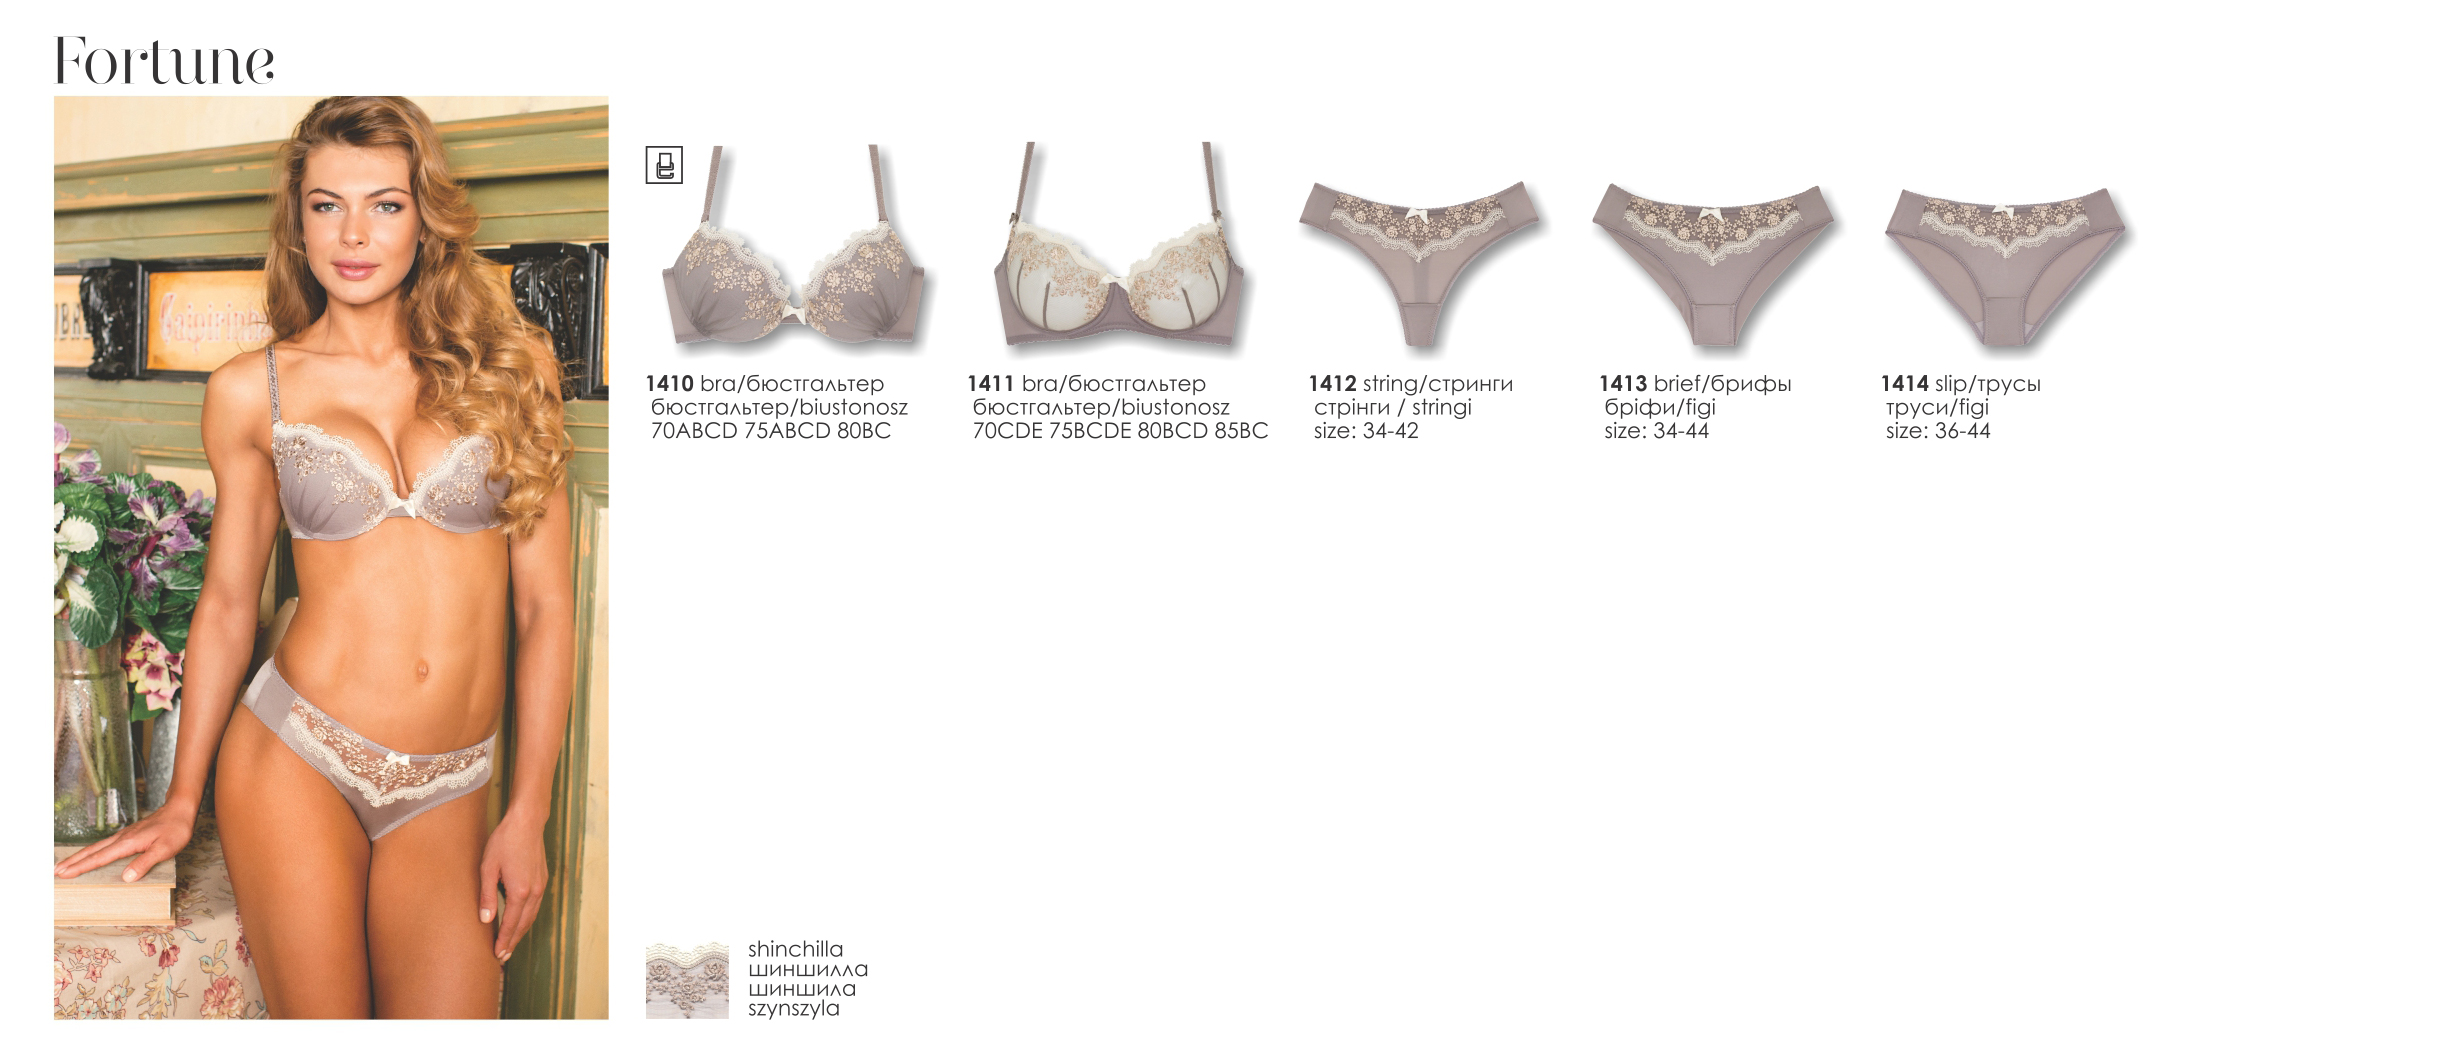 Fortune
1410 bra/бюстгальтер
бюстгальтер/biustonosz
70ABCD 75ABCD 80BC
1411 bra/бюстгальтер
бюстгальтер/biustonosz
70CDE 75BCDE 80BCD 85BC
1412 string/стринги
стрінги / stringi
size: 34-42
1413 brief/брифы
бріфи/figi
size: 34-44
1414 slip/трусы
труси/figi
size: 36-44
shinchilla
шиншилла
шиншила
szynszyla